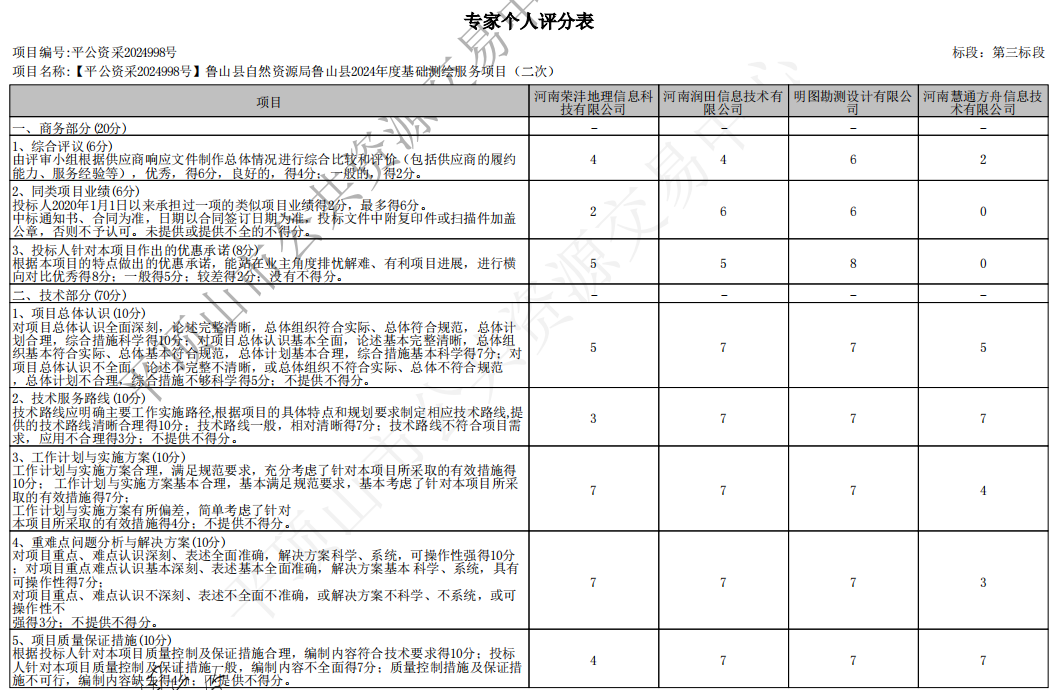 专家个人评分表
项目编号:平公资采2024998号
标段：第三标段
项目名称:【平公资采2024998号】鲁山县自然资源局鲁山县2024年度基础测绘服务项目（二次）
项目
河南荣沣地理信息科技有限公司
河南润田信息技术有限公司
明图勘测设计有限公司
河南慧通方舟信息技术有限公司
一、商务部分(20分) – – – –
1、综合评议(6分)
由评审小组根据供应商响应文件制作总体情况进行综合比较和评价（包括供应商的履约
能力、服务经验等），优秀，得6分，良好的，得4分；一般的，得2分。
4 4 6 2
2、同类项目业绩(6分)
投标人2020年1月1日以来承担过一项的类似项目业绩得2分，最多得6分。
中标通知书、合同为准，日期以合同签订日期为准，投标文件中附复印件或扫描件加盖
公章，否则不予认可。未提供或提供不全的不得分。
2 6 6 0
3、投标人针对本项目作出的优惠承诺(8分)
根据本项目的特点做出的优惠承诺，能站在业主角度排忧解难、有利项目进展，进行横
向对比优秀得8分；一般得5分；较差得2分；没有不得分。
5 5 8 0
二、技术部分(70分) – – – –
1、项目总体认识(10分)
对项目总体认识全面深刻，论述完整清晰，总体组织符合实际、总体符合规范，总体计
划合理，综合措施科学得10分；对项目总体认识基本全面，论述基本完整清晰，总体组
织基本符合实际、总体基本符合规范，总体计划基本合理，综合措施基本科学得7分；对
项目总体认识不全面，论述不完整不清晰，或总体组织不符合实际、总体不符合规范
，总体计划不合理，综合措施不够科学得5分；不提供不得分。
5 7 7 5
2、技术服务路线(10分)
技术路线应明确主要工作实施路径,根据项目的具体特点和规划要求制定相应技术路线,提
供的技术路线清晰合理得10分；技术路线一般，相对清晰得7分；技术路线不符合项目需
求，应用不合理得3分；不提供不得分。
3 7 7 7
3、工作计划与实施方案(10分)
工作计划与实施方案合理，满足规范要求，充分考虑了针对本项目所采取的有效措施得
10分； 工作计划与实施方案基本合理，基本满足规范要求，基本考虑了针对本项目所采
取的有效措施得7分；
工作计划与实施方案有所偏差，简单考虑了针对
本项目所采取的有效措施得4分；不提供不得分。
7 7 7 4
4、重难点问题分析与解决方案(10分)
对项目重点、难点认识深刻、表述全面准确，解决方案科学、系统，可操作性强得10分
；对项目重点难点认识基本深刻、表述基本全面准确，解决方案基本 科学、系统，具有
可操作性得7分；
对项目重点、难点认识不深刻、表述不全面不准确，或解决方案不科学、不系统，或可
操作性不
强得3分；不提供不得分。
7 7 7 3
5、项目质量保证措施(10分)
根据投标人针对本项目质量控制及保证措施合理，编制内容符合技术要求得10分；投标
人针对本项目质量控制及保证措施一般，编制内容不全面得7分；质量控制措施及保证措
施不可行，编制内容缺失得4分；不提供不得分。
4 7 7 7
平顶山市公共资源交易中心
平顶山市公共资源交易中心